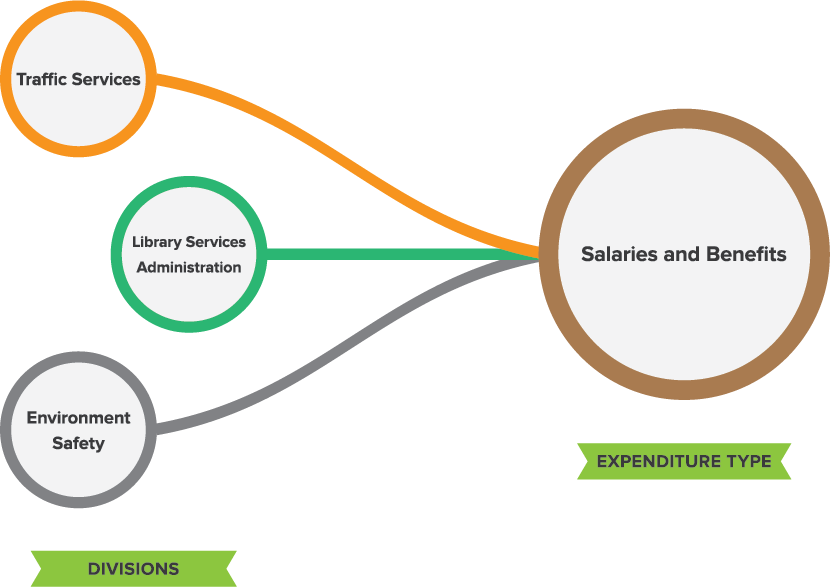 Traffic Services
Library Services
Administration
Salaries and Benefits
Environment
Safety
EXPENDITURE TYPE
DIVISIONS